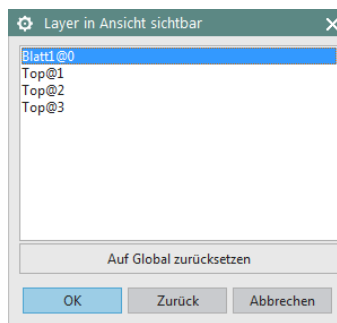 Layer in Ansicht sichtbar
Blatt1@0
Top@1
Top@2
Top@3
Auf Global zurücksetzen
OK Zurück Abbrechen